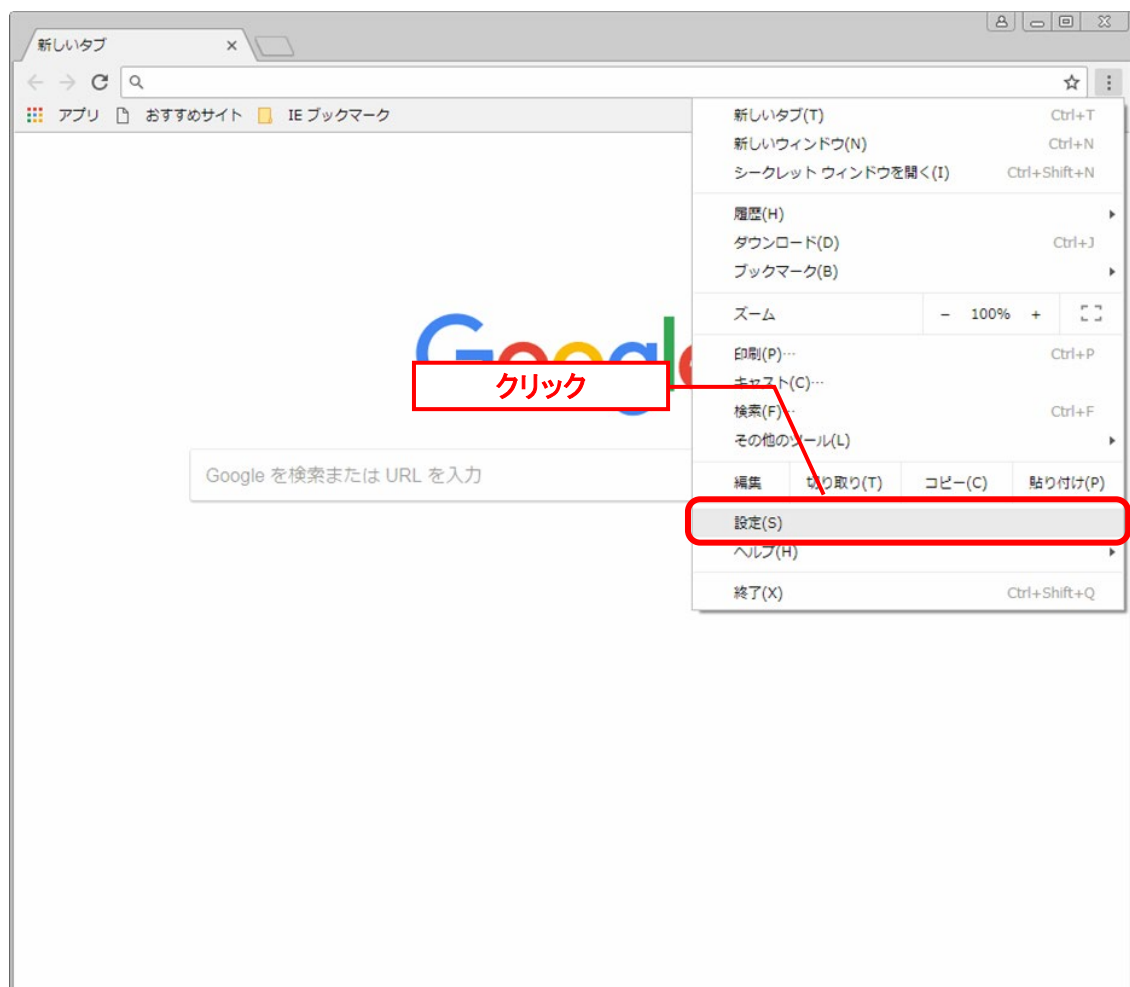 新しいタブ
アプリ おすすめサイト IE ブックマーク
新しいタブ(T) Ctrl+T
新しいウィンドウ(N) Ctrl+N
シークレット ウィンドウを開く(I) Ctrl+Shift+N
履歴(H)
ダウンロード(D) Ctrl+J
ブックマーク(B)
ズーム - 100% +
Google
印刷(P)… Ctrl+P
クリック
キャスト(C)…
検索(F)… Ctrl+F
その他のツール(L)
Google を検索または URL を入力
編集 切り取り(T) コピー(C) 貼り付け(P)
設定(S)
ヘルプ(H)
終了(X) Ctrl+Shift+Q